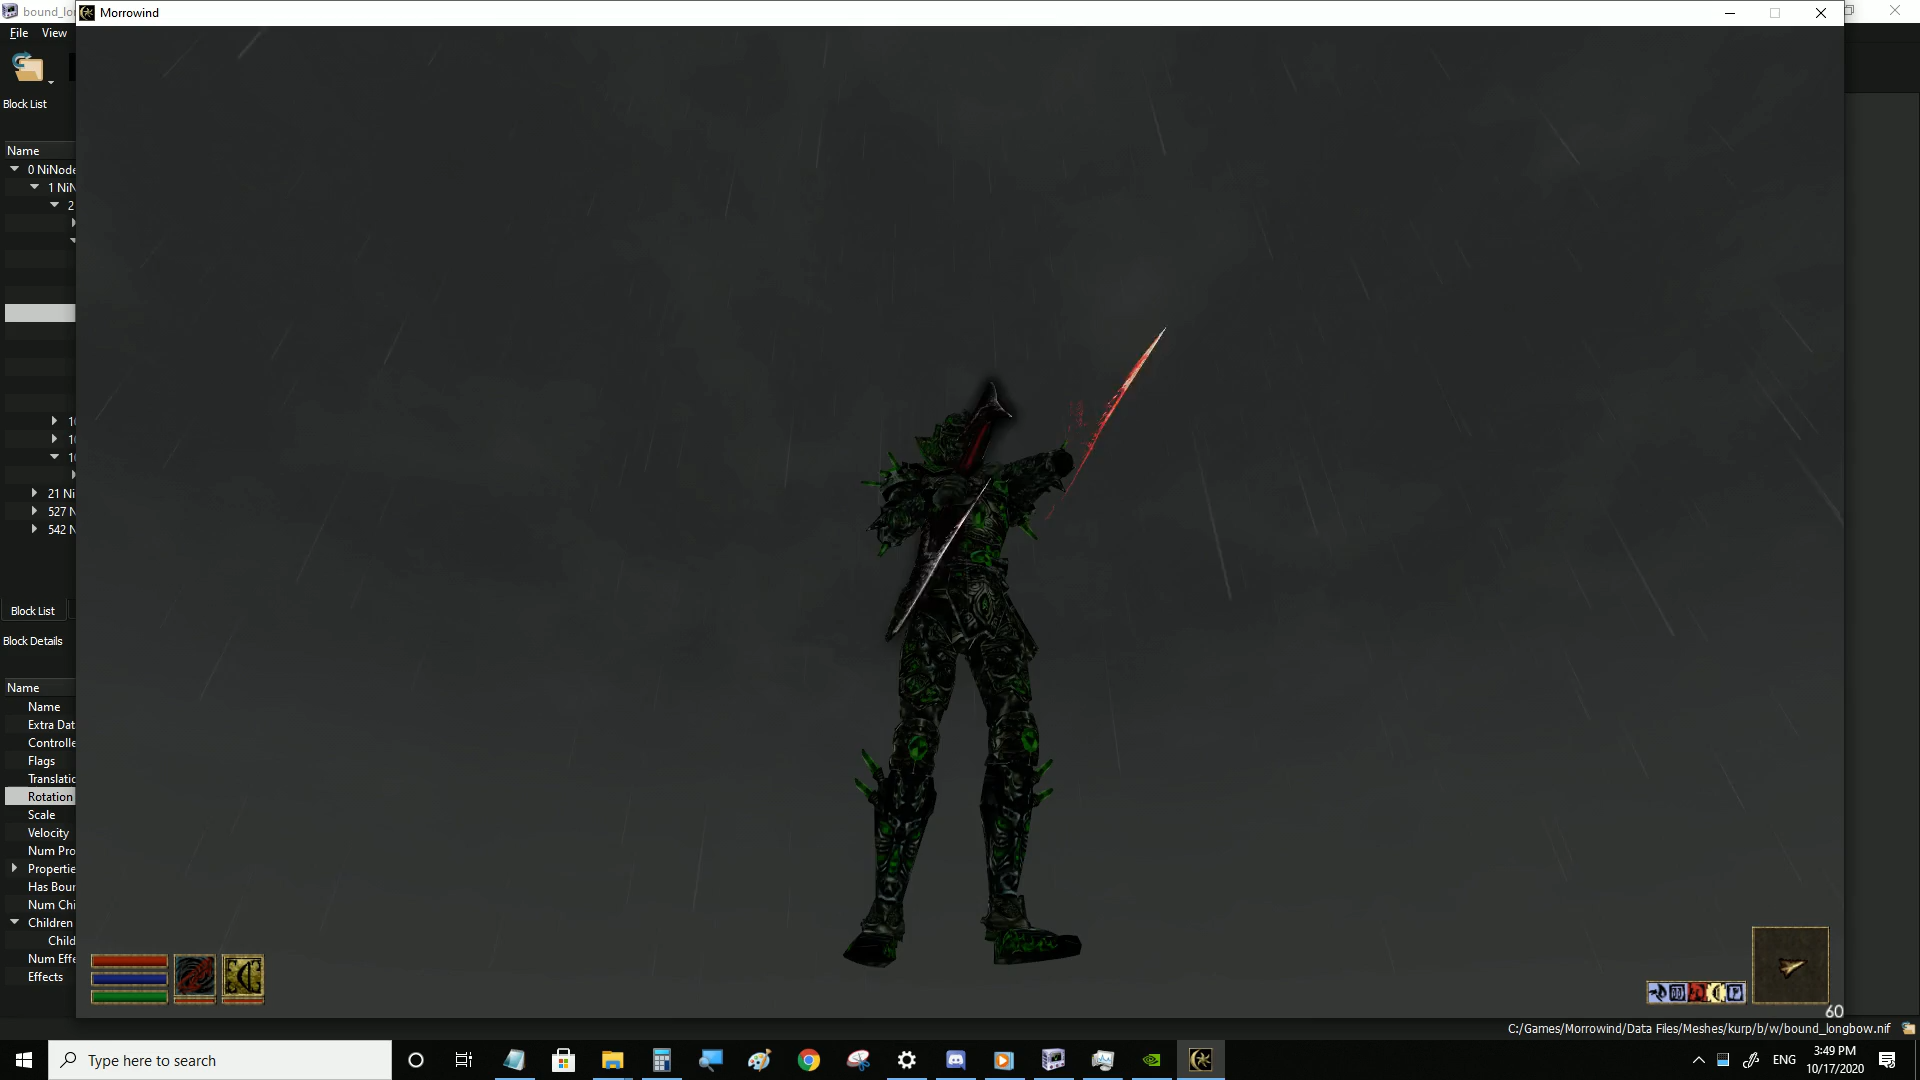 bound_lo
Morrowind
File View
Block List
Name
0 NiNode
1 NiN
2
10
10
10
21 Ni
527 N
542 N
Block List
Block Details
Name
Name
Extra Dat
Controlle
Flags
Translatic
Rotation
Scale
Velocity
Num Pro
Propertie
Has Bour
Num Chi
Children
Child
Num Effe
Effects
60
C:/Games/Morrowind/Data Files/Meshes/kurp/b/w/bound_longbow.nif
Type here to search
ENG
3:49 PM
10/17/2020